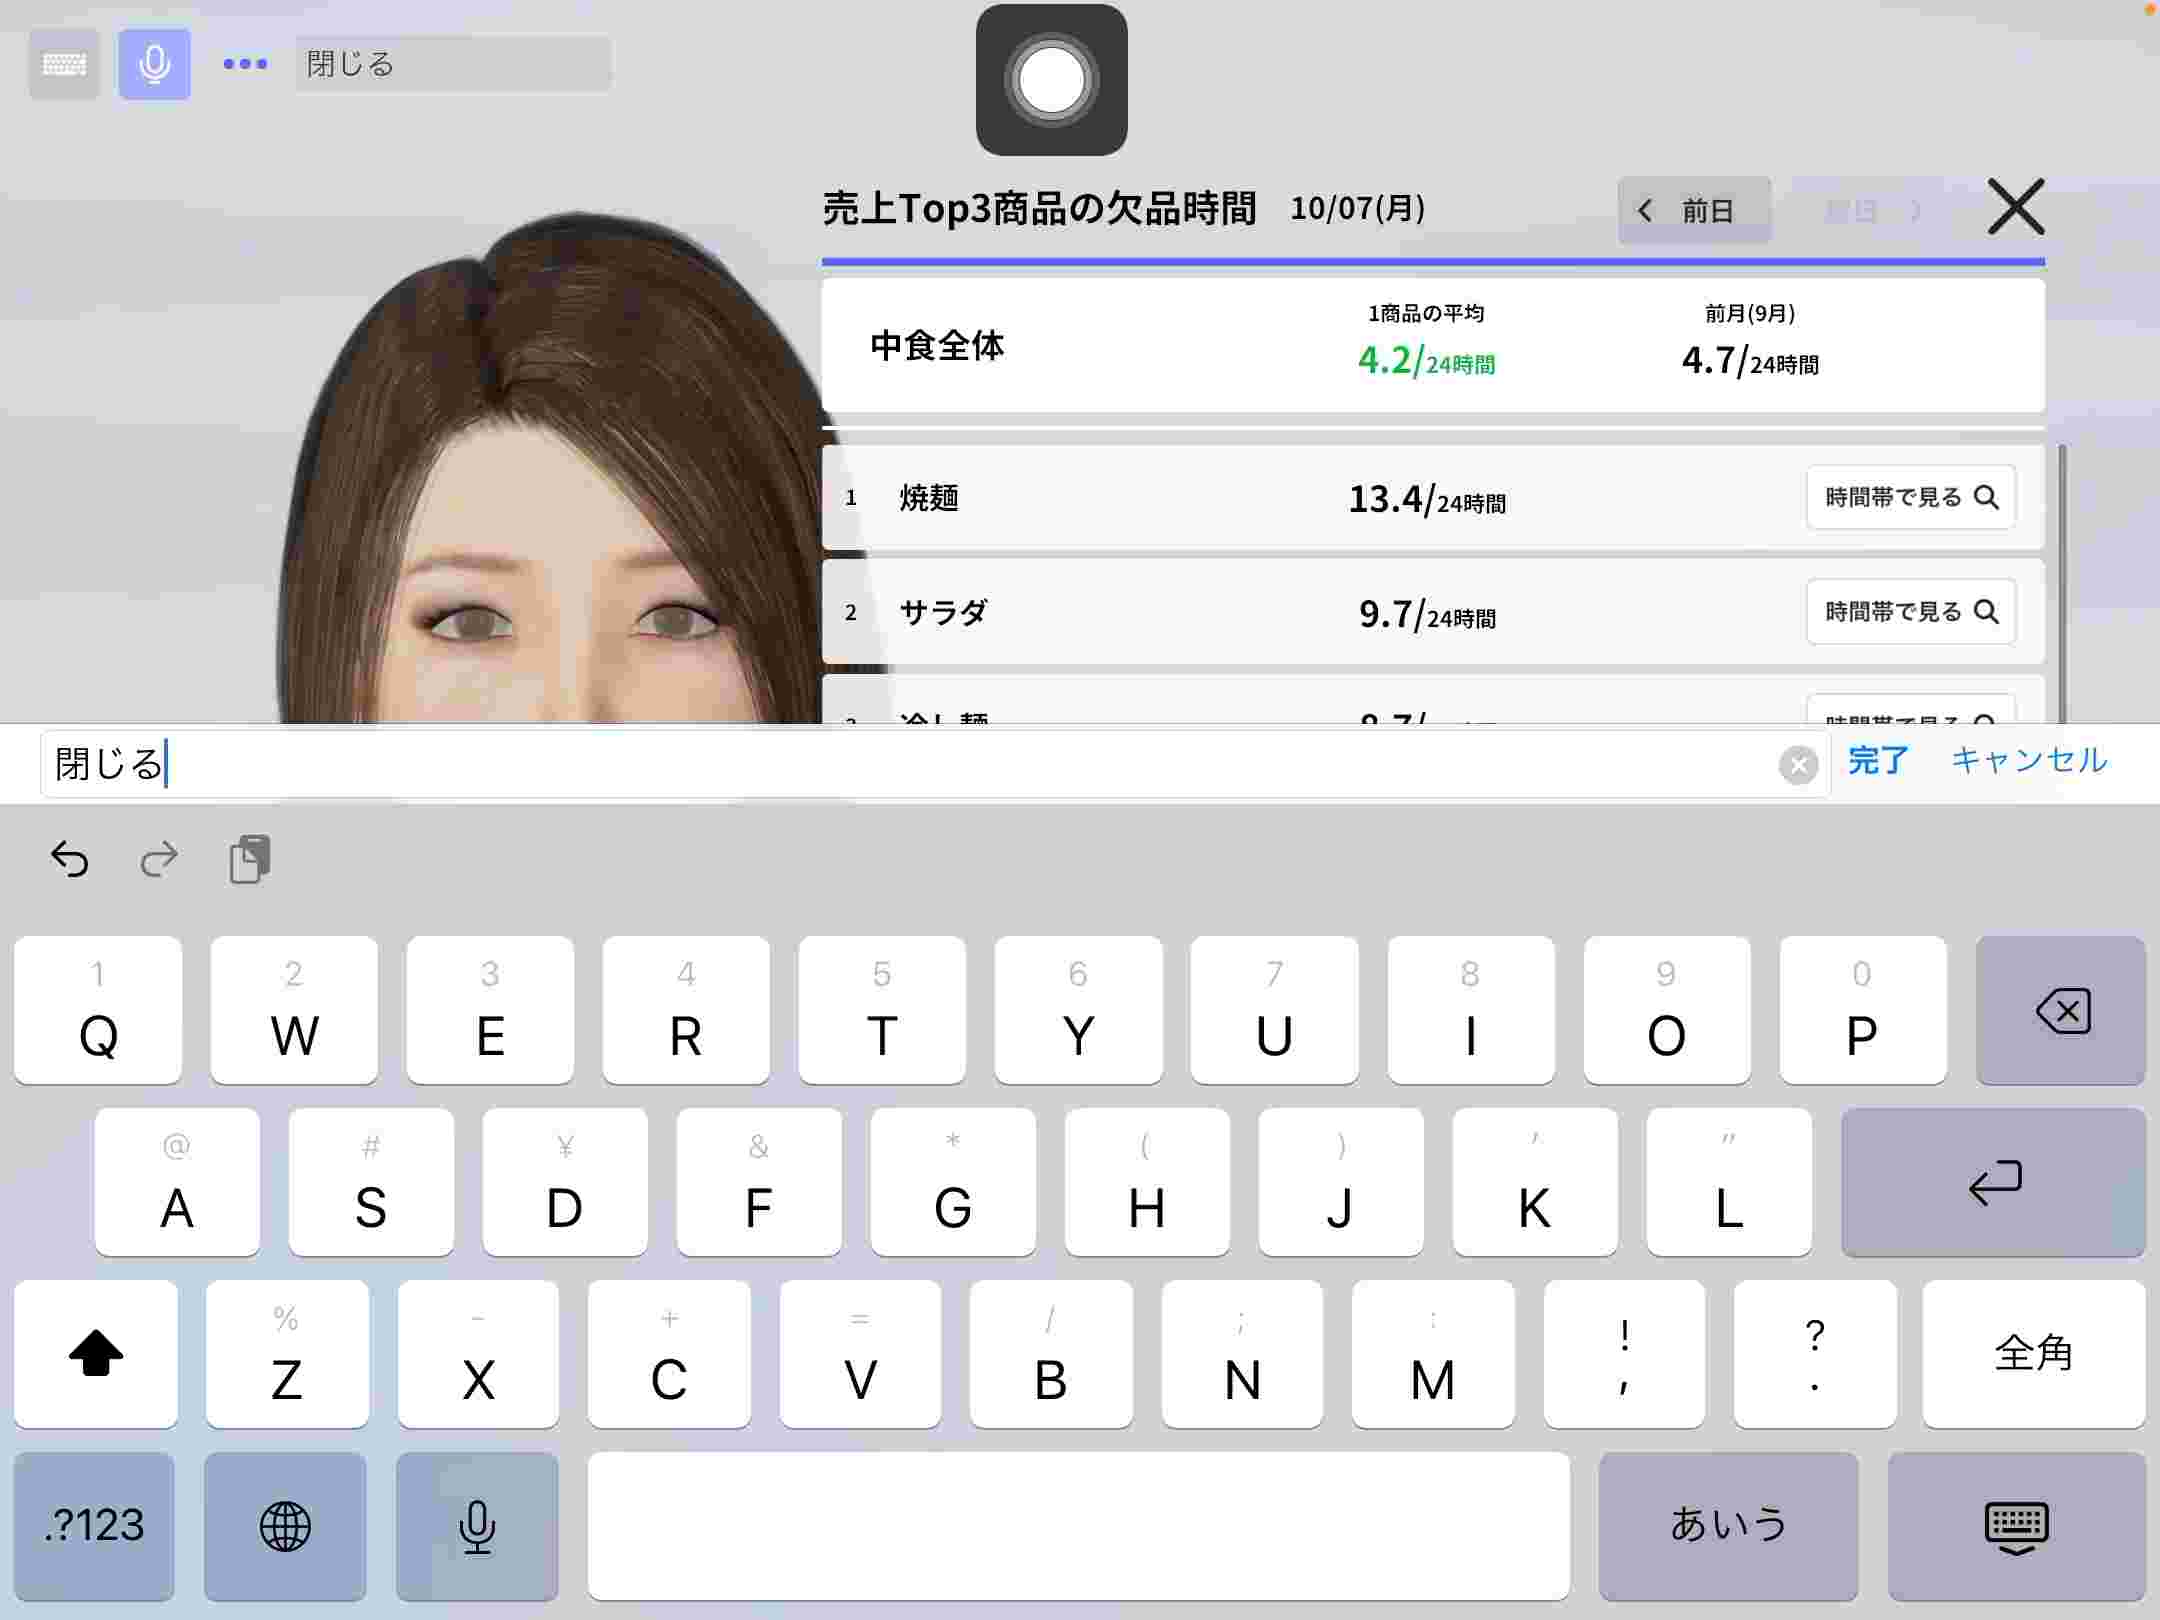 閉じる
売上Top3商品の欠品時間 10/07(月)
前日
翌日
中食全体
1商品の平均
4.2/24時間
前月(9月)
4.7/24時間
1 焼麺 13.4/24時間 時間帯で見る
2 サラダ 9.7/24時間 時間帯で見る
閉じる 完了 キャンセル
1 2 3 4 5 6 7 8 9 0
Q W E R T Y U I O P
@ # ¥ & * ( ) ' "
A S D F G H J K L
% - + = / ; : ! ?
Z X C V B N M , . 全角
.?123 あいう